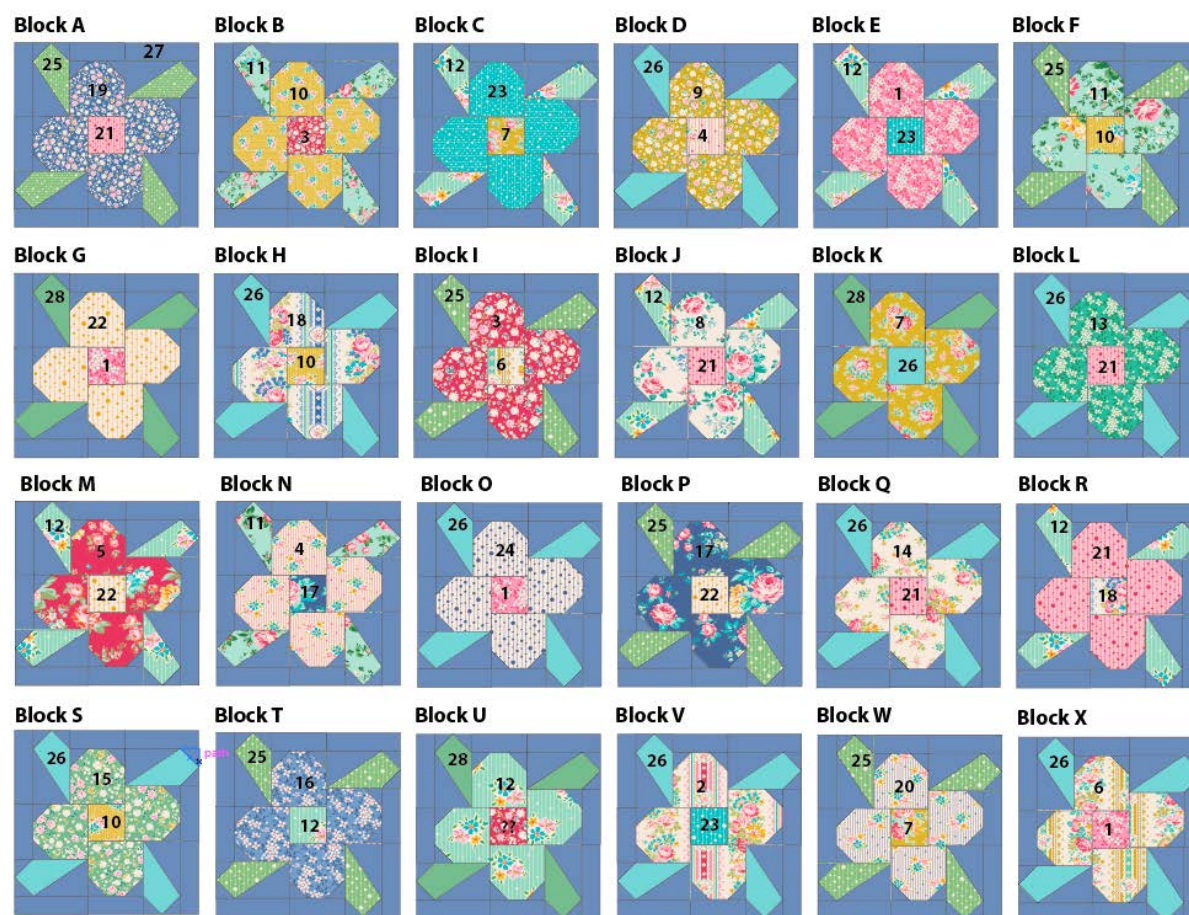 Block A Block B Block C Block D Block E Block F
25 27 11 12 26 12 25
19 10 23 9 1 11
21 3 7 4 23 10
Block G Block H Block I Block J Block K Block L
28 22 26 18 25 3 12 8 28 7 26 13
1 10 6 21 26 21
Block M Block N Block O Block P Block Q Block R
12 5 11 4 26 24 25 17 26 14 12 21
22 17 1 22 21 18
Block S Block T Block U Block V Block W Block X
26 15 path 25 16 28 12 26 2 25 20 26 6
10 12 ?? 23 7 1